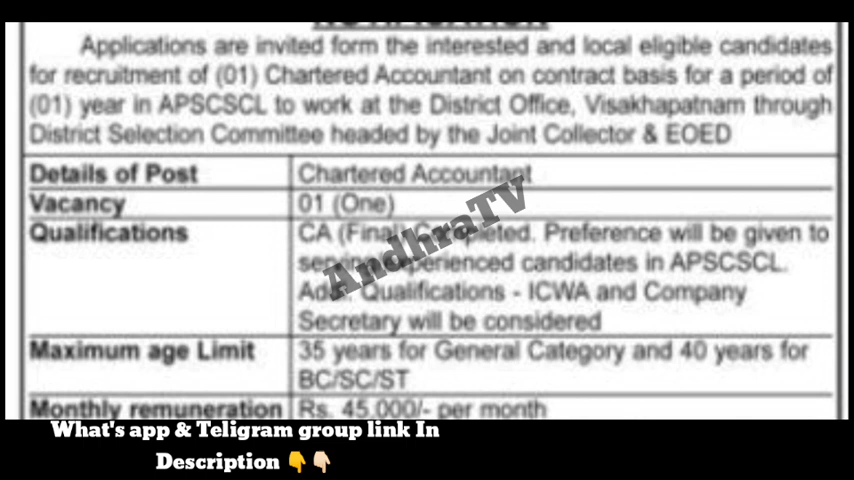 NOTIFICATION
Applications are invited form the interested and local eligible candidates
for recruitment of (01) Chartered Accountant on contract basis for a period of
(01) year in APSCSCL to work at the District Office, Visakhapatnam through
District Selection Committee headed by the Joint Collector & EOED
Details of Post Chartered Accountant
Vacancy 01 (One)
Qualifications CA (Final) Completed. Preference will be given to
experienced candidates in APSCSCL.
Qualifications - ICWA and Company
Secretary will be considered
Maximum age Limit 35 years for General Category and 40 years for
BC/SC/ST
Monthly remuneration Rs. 45,000/- per month
AndhraTV
What's app & Teligram group link In
Description 👇👇🏻